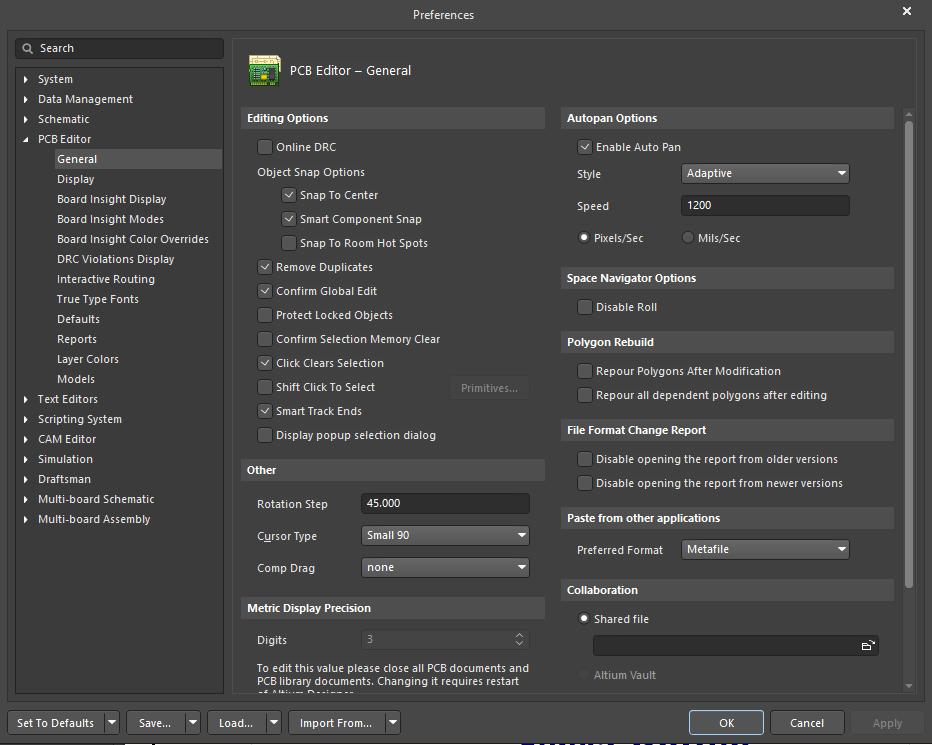 Preferences
Search
System
Data Management
Schematic
PCB Editor
General
Display
Board Insight Display
Board Insight Modes
Board Insight Color Overrides
DRC Violations Display
Interactive Routing
True Type Fonts
Defaults
Reports
Layer Colors
Models
Text Editors
Scripting System
CAM Editor
Simulation
Draftsman
Multi-board Schematic
Multi-board Assembly
PCB Editor – General
Editing Options
Online DRC
Object Snap Options
Snap To Center
Smart Component Snap
Snap To Room Hot Spots
Remove Duplicates
Confirm Global Edit
Protect Locked Objects
Confirm Selection Memory Clear
Click Clears Selection
Shift Click To Select
Primitives...
Smart Track Ends
Display popup selection dialog
Other
Rotation Step 45.000
Cursor Type Small 90
Comp Drag none
Metric Display Precision
Digits 3
To edit this value please close all PCB documents and
PCB library documents. Changing it requires restart
of Altium Designer.
Autopan Options
Enable Auto Pan
Style Adaptive
Speed 1200
Pixels/Sec Mils/Sec
Space Navigator Options
Disable Roll
Polygon Rebuild
Repour Polygons After Modification
Repour all dependent polygons after editing
File Format Change Report
Disable opening the report from older versions
Disable opening the report from newer versions
Paste from other applications
Preferred Format Metafile
Collaboration
Shared file
Altium Vault
Set To Defaults Save... Load... Import From... OK Cancel Apply